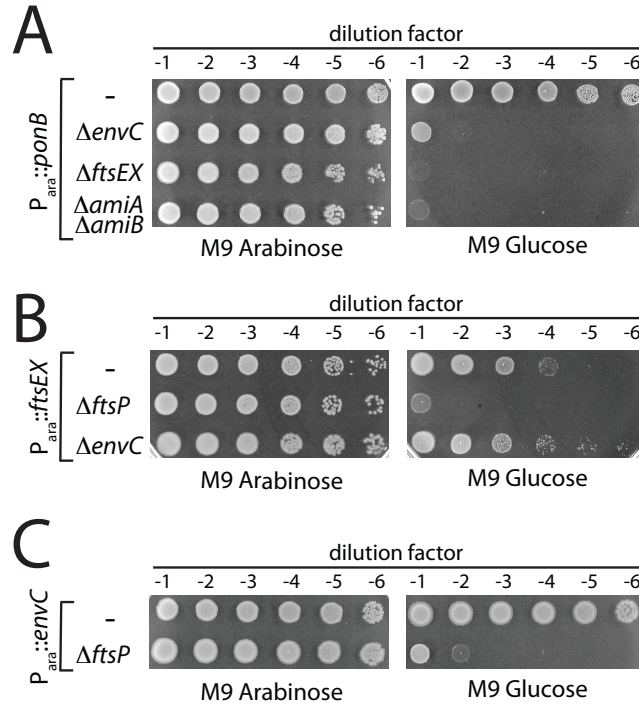 A
dilution factor
-1 -2 -3 -4 -5 -6 -1 -2 -3 -4 -5 -6
P ara::ponB
–
ΔenvC
ΔftsEX
ΔamiA
ΔamiB
M9 Arabinose M9 Glucose
B
dilution factor
-1 -2 -3 -4 -5 -6 -1 -2 -3 -4 -5 -6
P ara::ftsEX
–
ΔftsP
ΔenvC
M9 Arabinose M9 Glucose
C
dilution factor
-1 -2 -3 -4 -5 -6 -1 -2 -3 -4 -5 -6
P ara::envC
–
ΔftsP
M9 Arabinose M9 Glucose